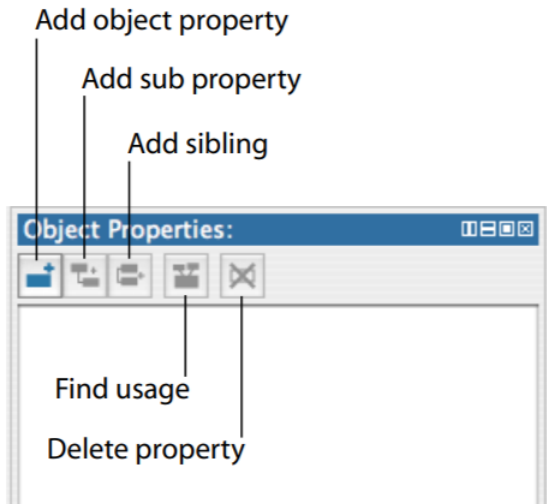 Add object property
Add sub property
Add sibling
Object Properties:
Find usage
Delete property